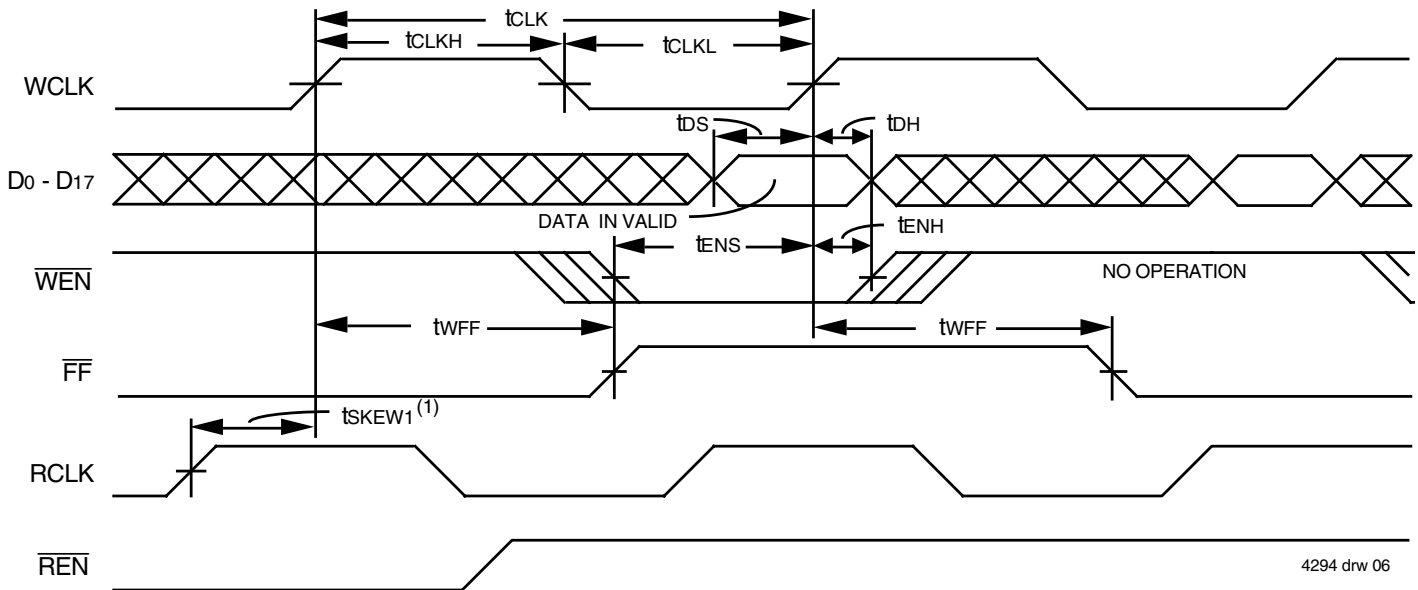 tCLK
tCLKH
tCLKL
WCLK
tDS
tDH
D0 - D17
DATA IN VALID
tENS
tENH
WEN
NO OPERATION
tWFF
tWFF
FF
tSKEW1(1)
RCLK
REN
4294 drw 06